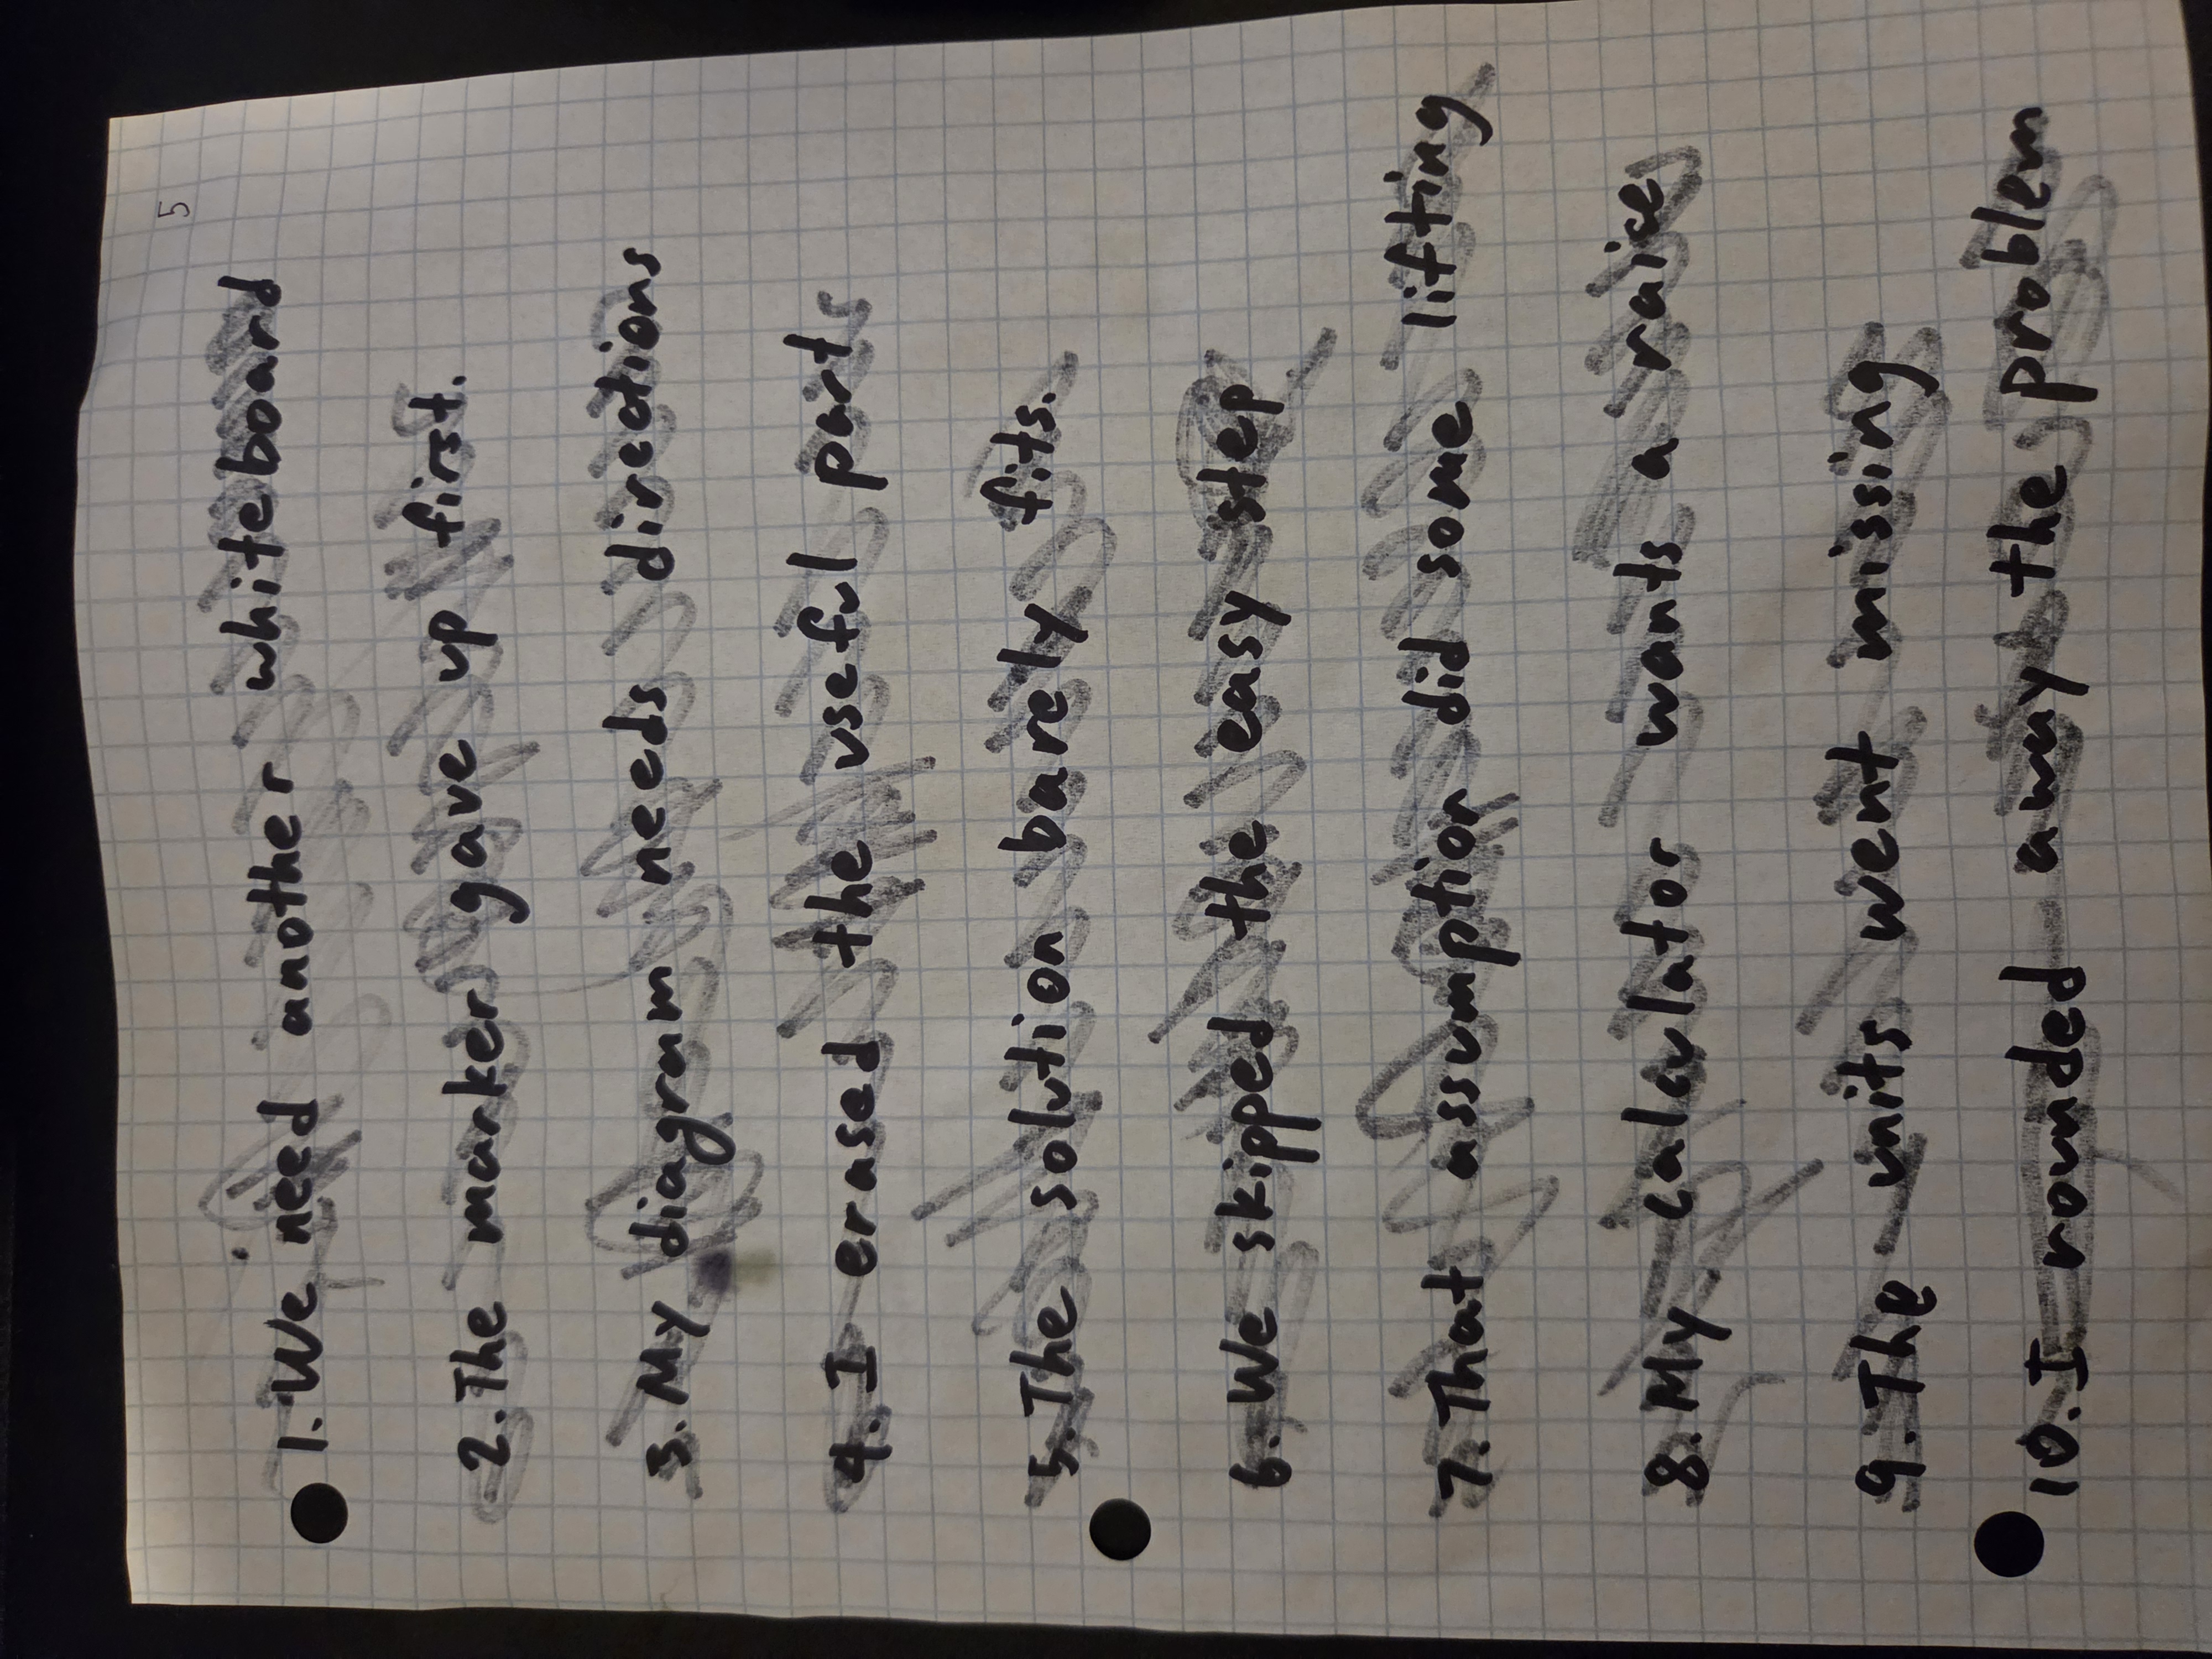 5
1. We need another whiteboard
2. The marker gave up first.
3. My diagram needs directions
4. I erased the useful parts
5. The solution barely fits.
6. We skipped the easy step
7. That assumption did some lifting
8. My calculator wants a raise
9. The units went missing
10. I rounded away the problem